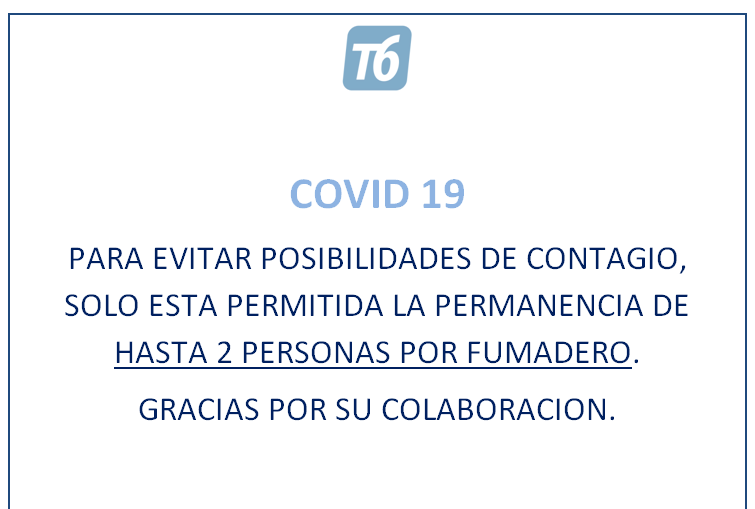 T6
COVID 19
PARA EVITAR POSIBILIDADES DE CONTAGIO,
SOLO ESTA PERMITIDA LA PERMANENCIA DE
HASTA 2 PERSONAS POR FUMADERO.
GRACIAS POR SU COLABORACION.